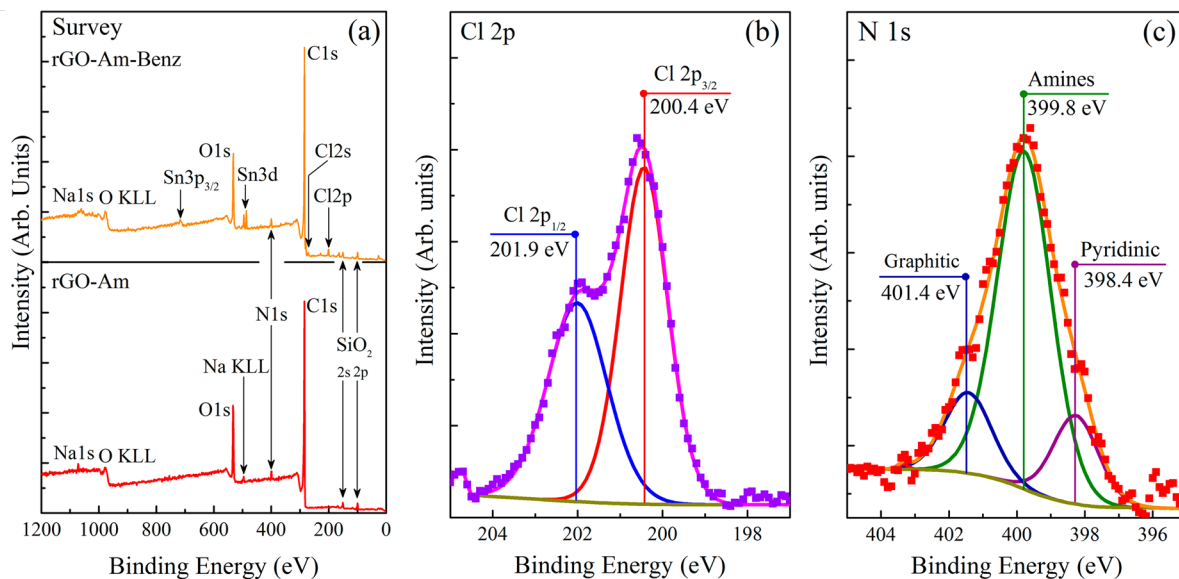 Survey
(a)
rGO-Am-Benz
C1s
O1s
Cl2s
Sn3p3/2
Sn3d
Cl2p
Na1s
O KLL
rGO-Am
C1s
N1s
SiO2
Na KLL
2s
2p
O1s
Na1s
O KLL
1200
1000
800
600
400
200
0
Binding Energy (eV)
Intensity (Arb. Units)
Cl 2p
(b)
Cl 2p3/2
200.4 eV
Cl 2p1/2
201.9 eV
204
202
200
198
Binding Energy (eV)
Intensity (Arb. units)
N 1s
(c)
Amines
399.8 eV
Graphitic
401.4 eV
Pyridinic
398.4 eV
404
402
400
398
396
Binding Energy (eV)
Intensity (Arb. units)